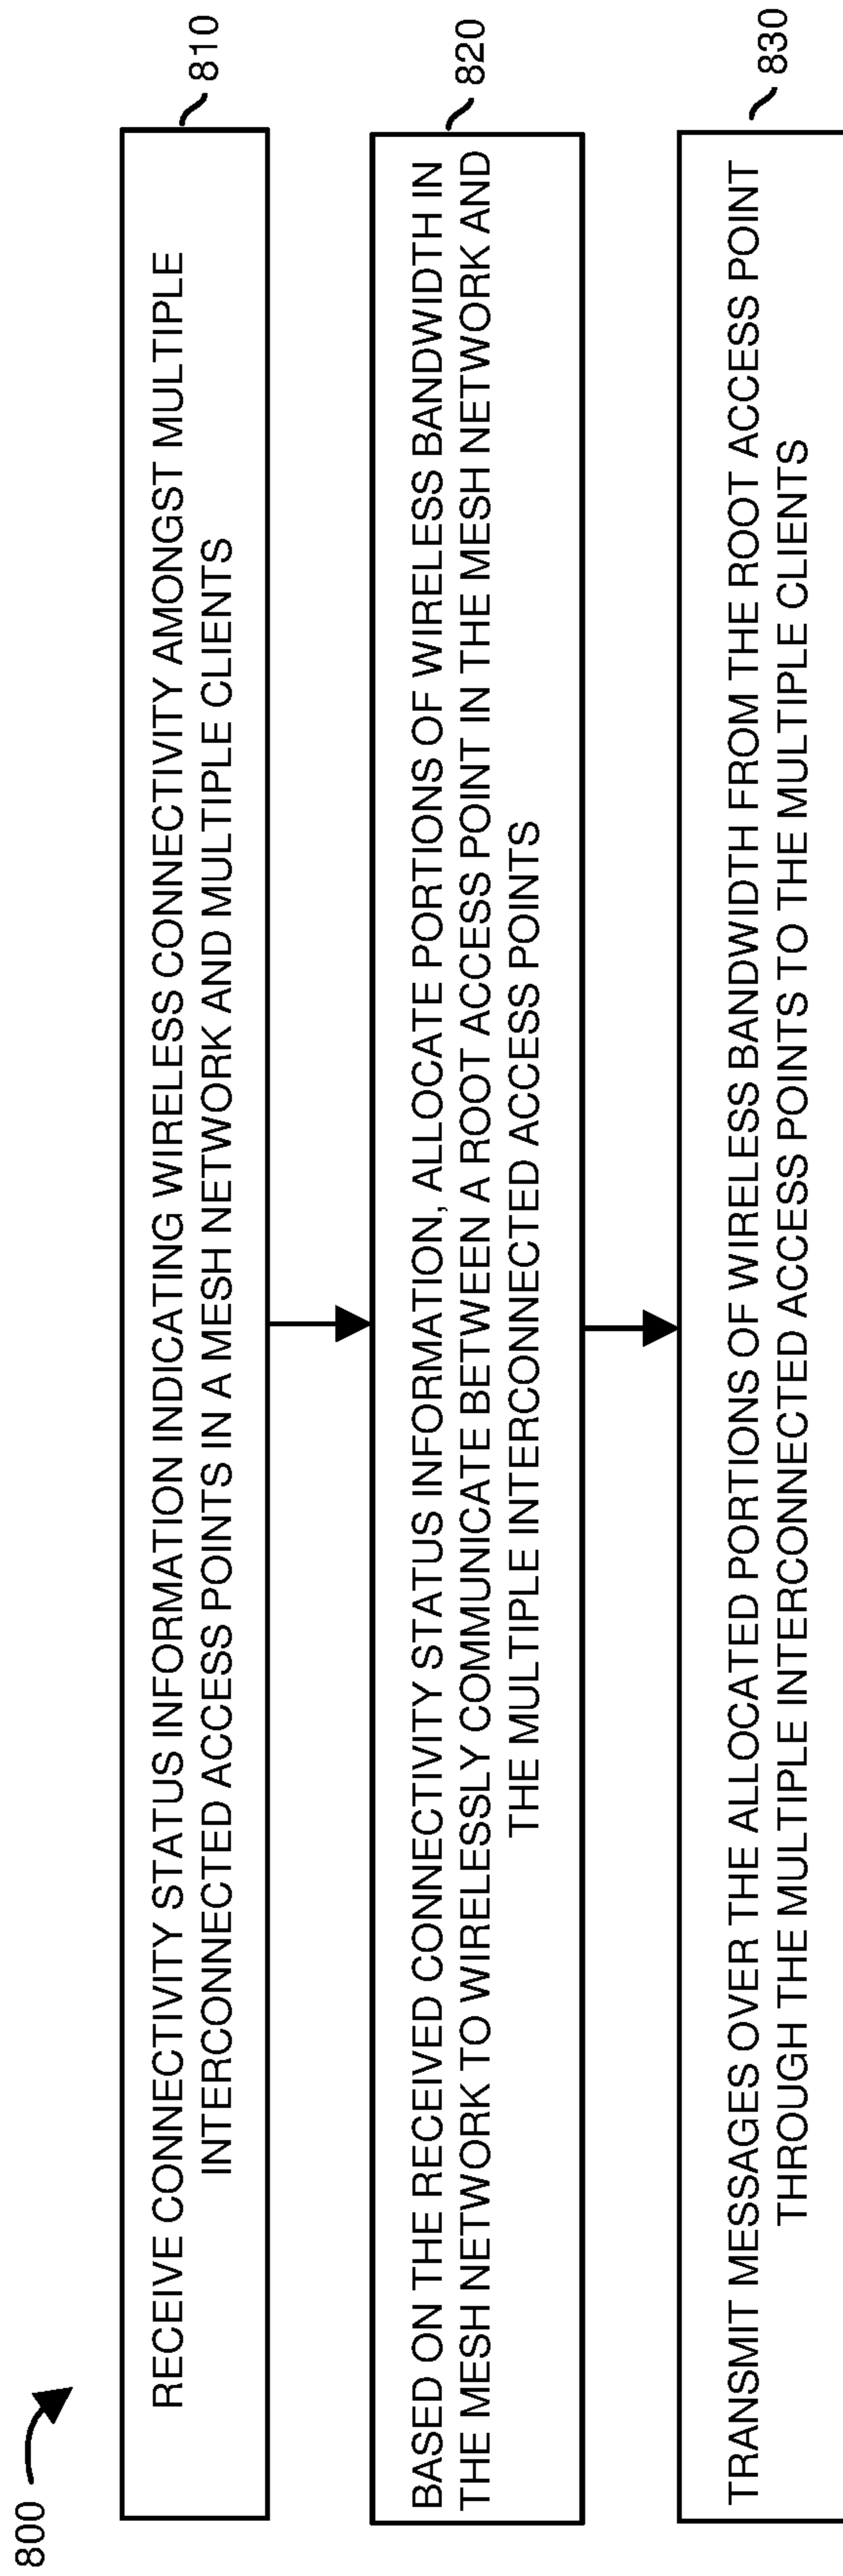 800
RECEIVE CONNECTIVITY STATUS INFORMATION INDICATING WIRELESS CONNECTIVITY AMONGST MULTIPLE
INTERCONNECTED ACCESS POINTS IN A MESH NETWORK AND MULTIPLE CLIENTS
810
BASED ON THE RECEIVED CONNECTIVITY STATUS INFORMATION, ALLOCATE PORTIONS OF WIRELESS BANDWIDTH IN
THE MESH NETWORK TO WIRELESSLY COMMUNICATE BETWEEN A ROOT ACCESS POINT IN THE MESH NETWORK AND
THE MULTIPLE INTERCONNECTED ACCESS POINTS
820
TRANSMIT MESSAGES OVER THE ALLOCATED PORTIONS OF WIRELESS BANDWIDTH FROM THE ROOT ACCESS POINT
THROUGH THE MULTIPLE INTERCONNECTED ACCESS POINTS TO THE MULTIPLE CLIENTS
830